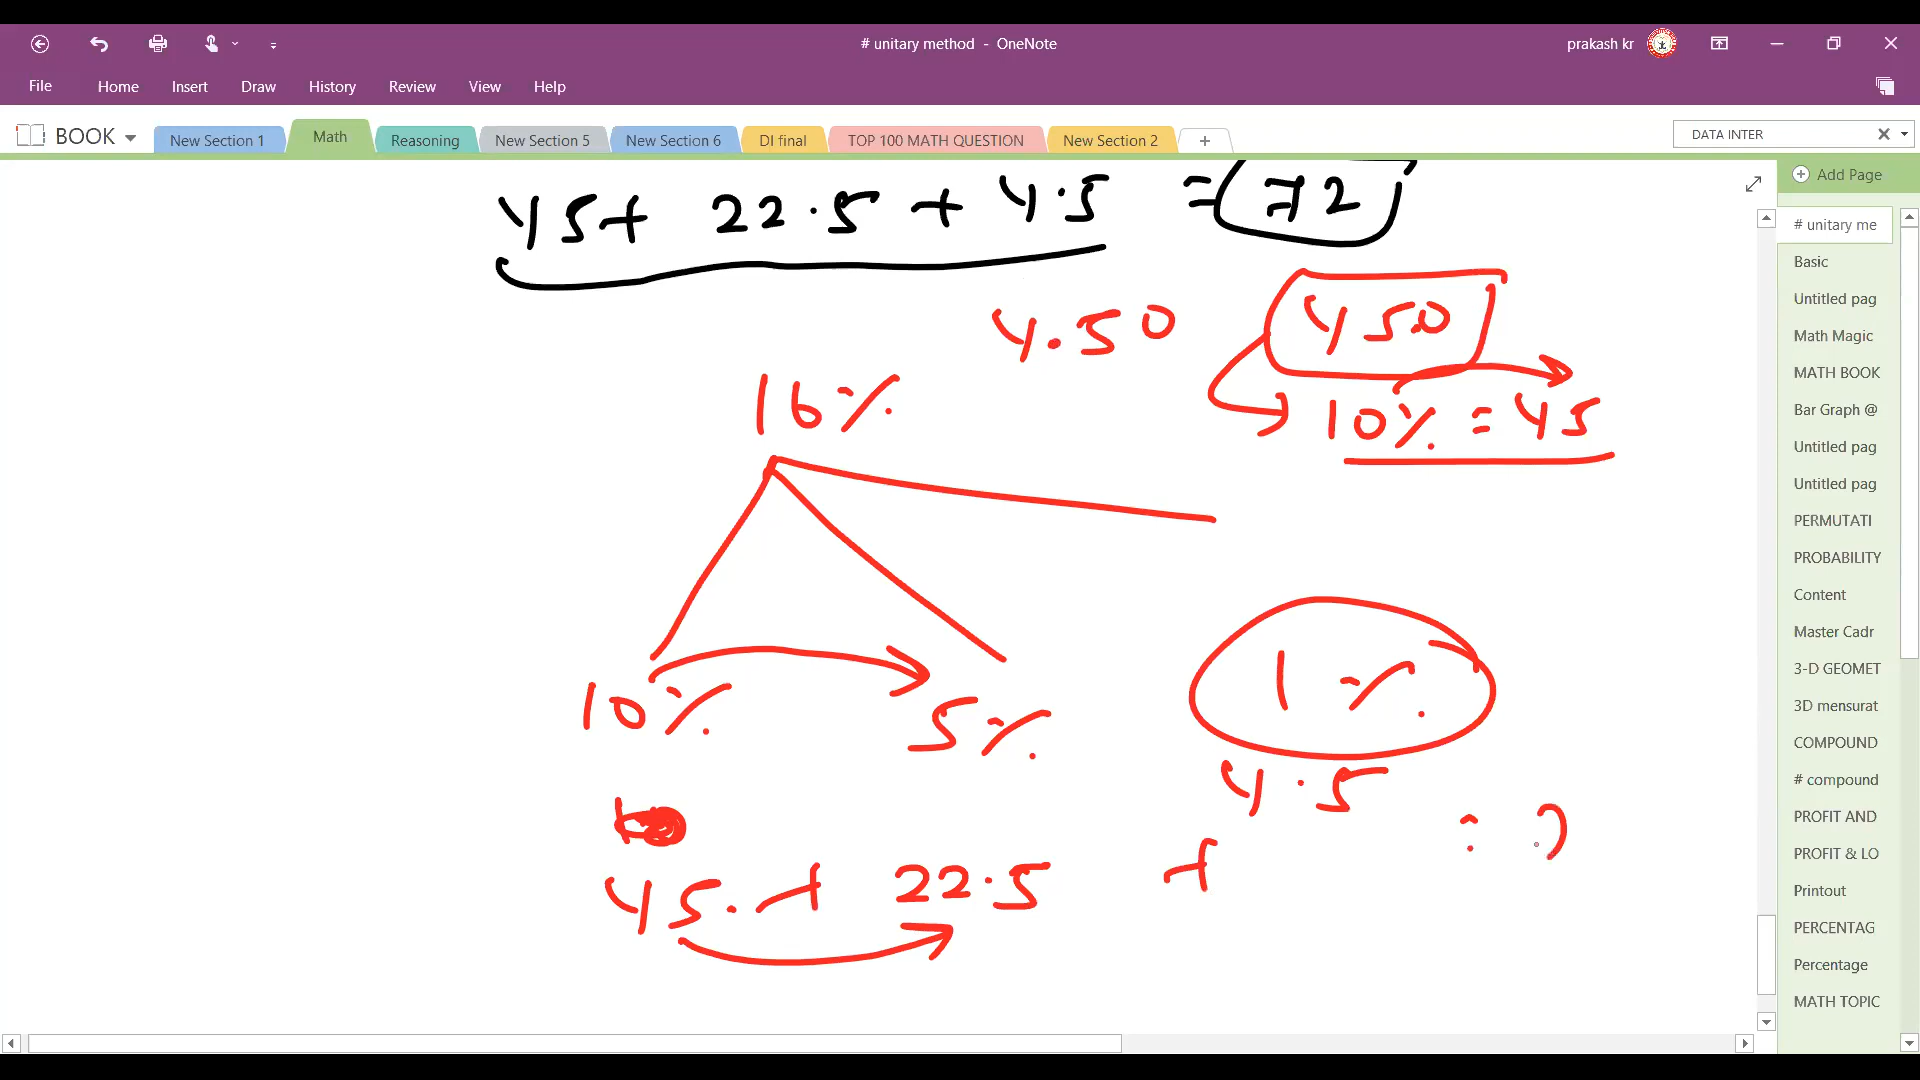 # unitary method - OneNote
prakash kr
File Home Insert Draw History Review View Help
BOOK
New Section 1
Math
Reasoning
New Section 5
New Section 6
DI final
TOP 100 MATH QUESTION
New Section 2
DATA INTER
Add Page
45+ 22.5 + 4.5 = 72
4.50
450
10% = 45
16%
10%
5%
1%
4.5
45. + 22.5 +
# unitary me
Basic
Untitled pag
Math Magic
MATH BOOK
Bar Graph @
Untitled pag
Untitled pag
PERMUTATI
PROBABILITY
Content
Master Cadr
3-D GEOMET
3D mensurat
COMPOUND
# compound
PROFIT AND
PROFIT & LO
Printout
PERCENTAG
Percentage
MATH TOPIC